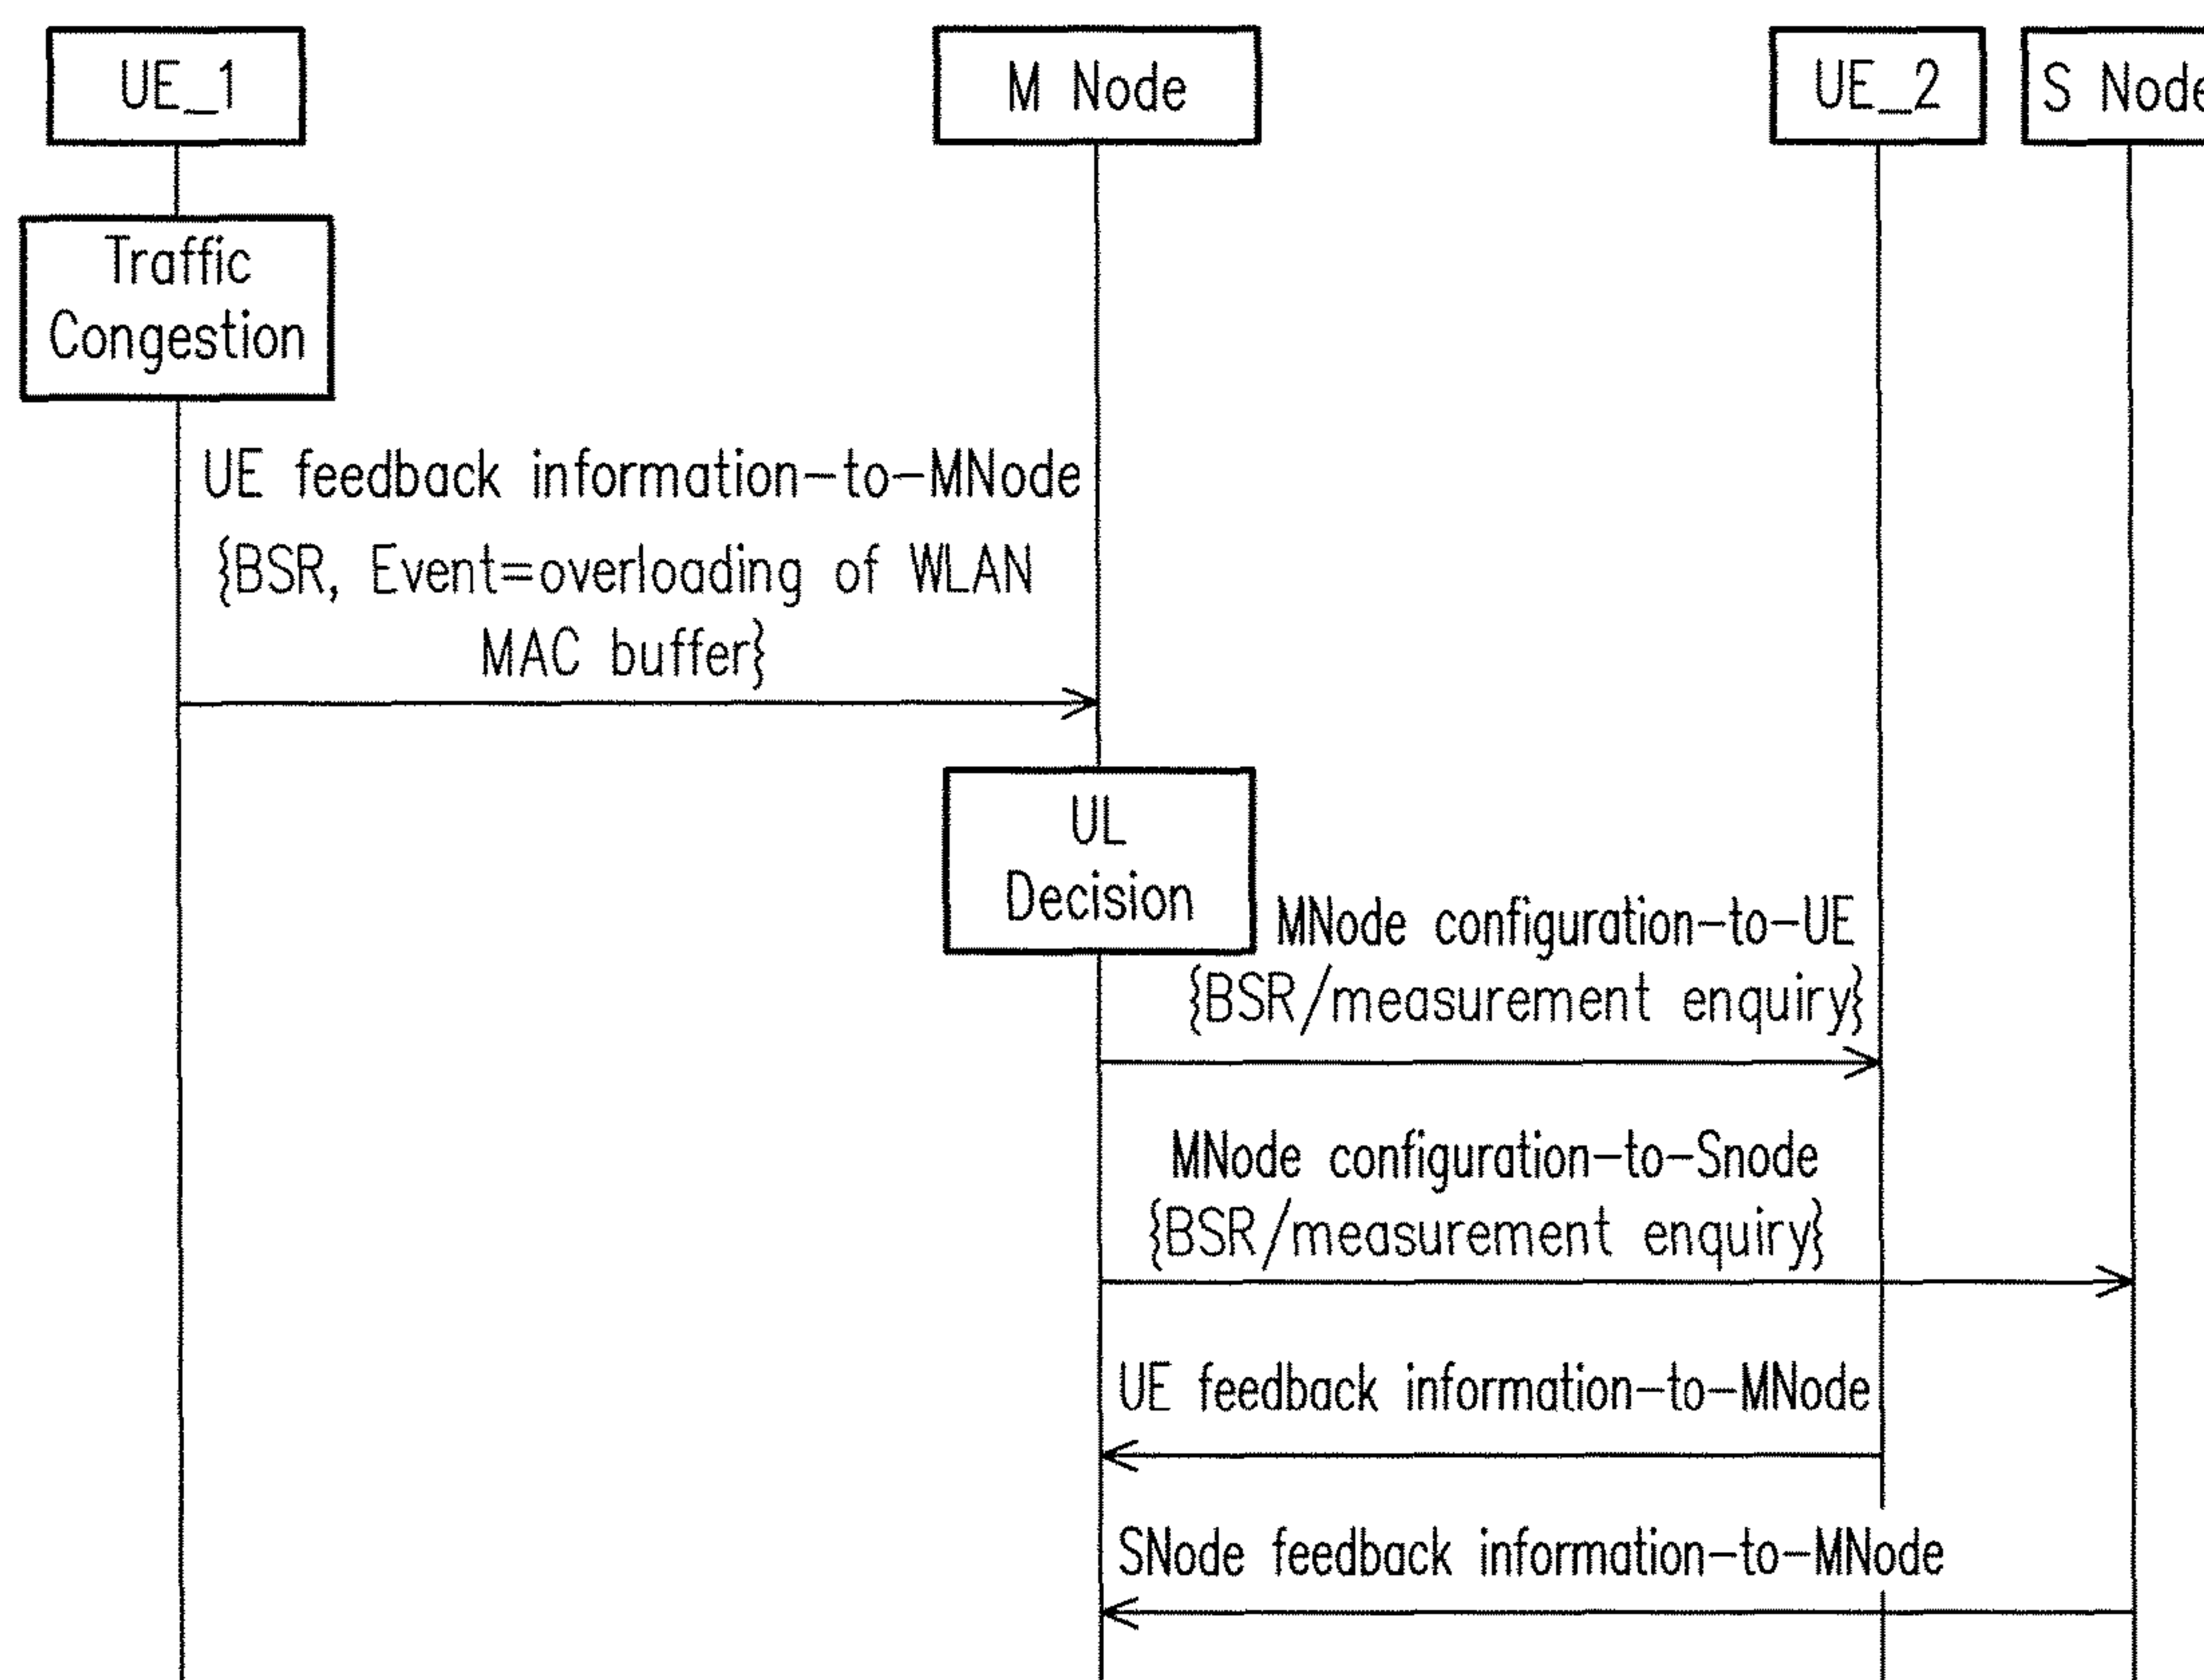 UE_1
M Node
UE_2
S Node
Traffic
Congestion
UE feedback information-to-MNode
{BSR, Event=overloading of WLAN
MAC buffer}
UL
Decision
MNode configuration-to-UE
{BSR/measurement enquiry}
MNode configuration-to-Snode
{BSR/measurement enquiry}
UE feedback information-to-MNode
SNode feedback information-to-MNode